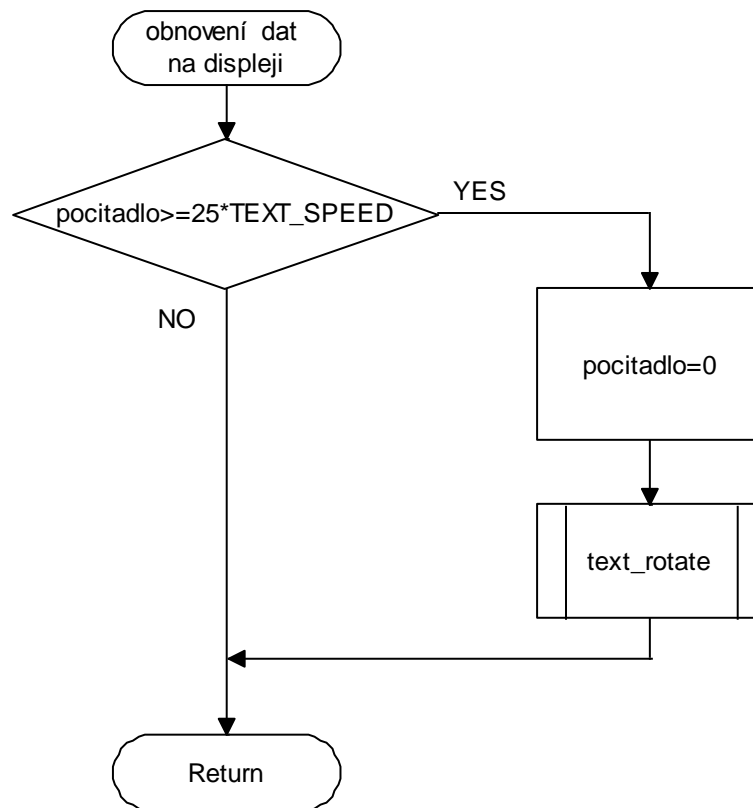 obnovení dat
na displeji
pocitadlo>=25*TEXT_SPEED
YES
NO
pocitadlo=0
text_rotate
Return